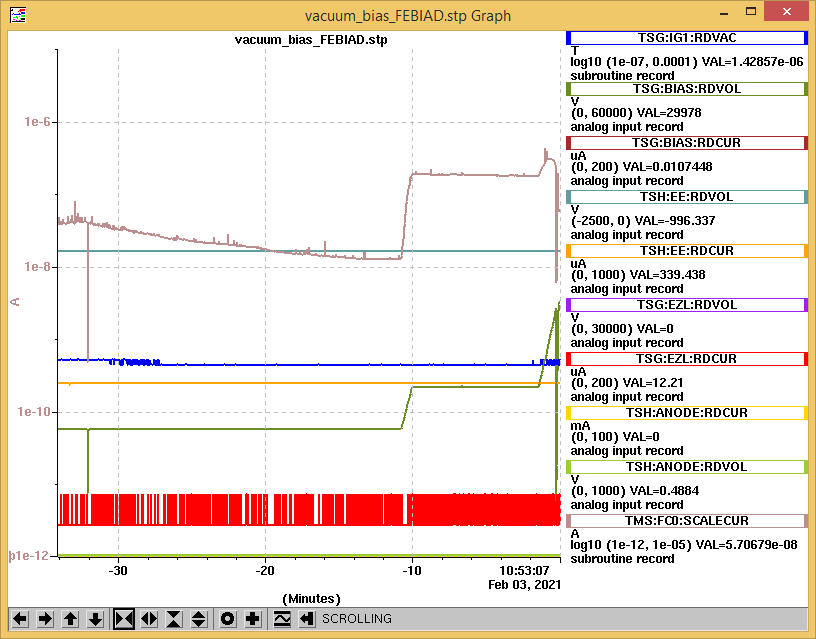 vacuum_bias_FEBIAD.stp Graph
vacuum_bias_FEBIAD.stp
1e-6
1e-8
A
1e-10
1e-12
-30
-20
-10
10:53:07
Feb 03, 2021
(Minutes)
TSG:IG1:RDVAC
T
log10 (1e-07, 0.0001) VAL=1.42857e-06
subroutine record
TSG:BIAS:RDVOL
V
(0, 60000) VAL=29978
analog input record
TSG:BIAS:RDCUR
uA
(0, 200) VAL=0.0107448
analog input record
TSH:EE:RDVOL
V
(-2500, 0) VAL=-996.337
analog input record
TSH:EE:RDCUR
uA
(0, 1000) VAL=339.438
analog input record
TSG:EZL:RDVOL
V
(0, 30000) VAL=0
analog input record
TSG:EZL:RDCUR
uA
(0, 200) VAL=12.21
analog input record
TSH:ANODE:RDCUR
mA
(0, 100) VAL=0
analog input record
TSH:ANODE:RDVOL
V
(0, 1000) VAL=0.4884
analog input record
TMS:FC0:SCALECUR
A
log10 (1e-12, 1e-05) VAL=5.70679e-08
subroutine record
SCROLLING